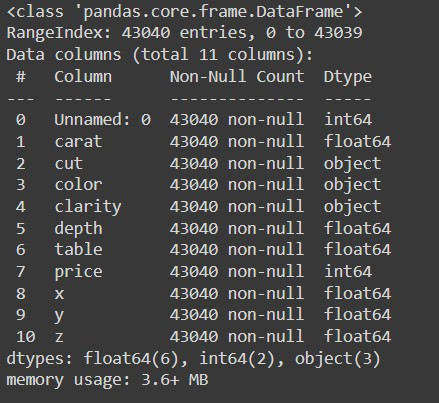 <class 'pandas.core.frame.DataFrame'>
RangeIndex: 43040 entries, 0 to 43039
Data columns (total 11 columns):
 #   Column      Non-Null Count  Dtype
---  ------      --------------  -----
 0   Unnamed: 0  43040 non-null  int64
 1   carat       43040 non-null  float64
 2   cut         43040 non-null  object
 3   color       43040 non-null  object
 4   clarity     43040 non-null  object
 5   depth       43040 non-null  float64
 6   table       43040 non-null  float64
 7   price       43040 non-null  int64
 8   x           43040 non-null  float64
 9   y           43040 non-null  float64
 10  z           43040 non-null  float64
dtypes: float64(6), int64(2), object(3)
memory usage: 3.6+ MB